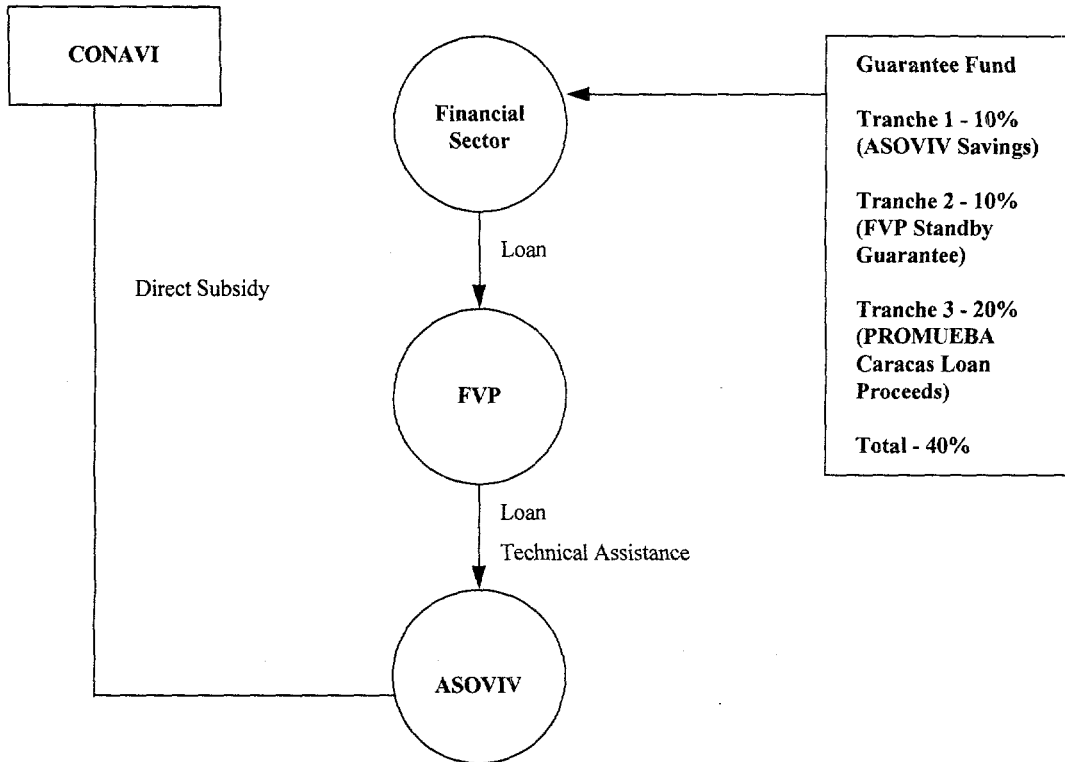 CONAVI
Financial
Sector
Guarantee Fund
Tranche 1 - 10%
(ASOVIV Savings)
Tranche 2 - 10%
(FVP Standby
Guarantee)
Tranche 3 - 20%
(PROMUEBA
Caracas Loan
Proceeds)
Total - 40%
Loan
Direct Subsidy
FVP
Loan
Technical Assistance
ASOVIV